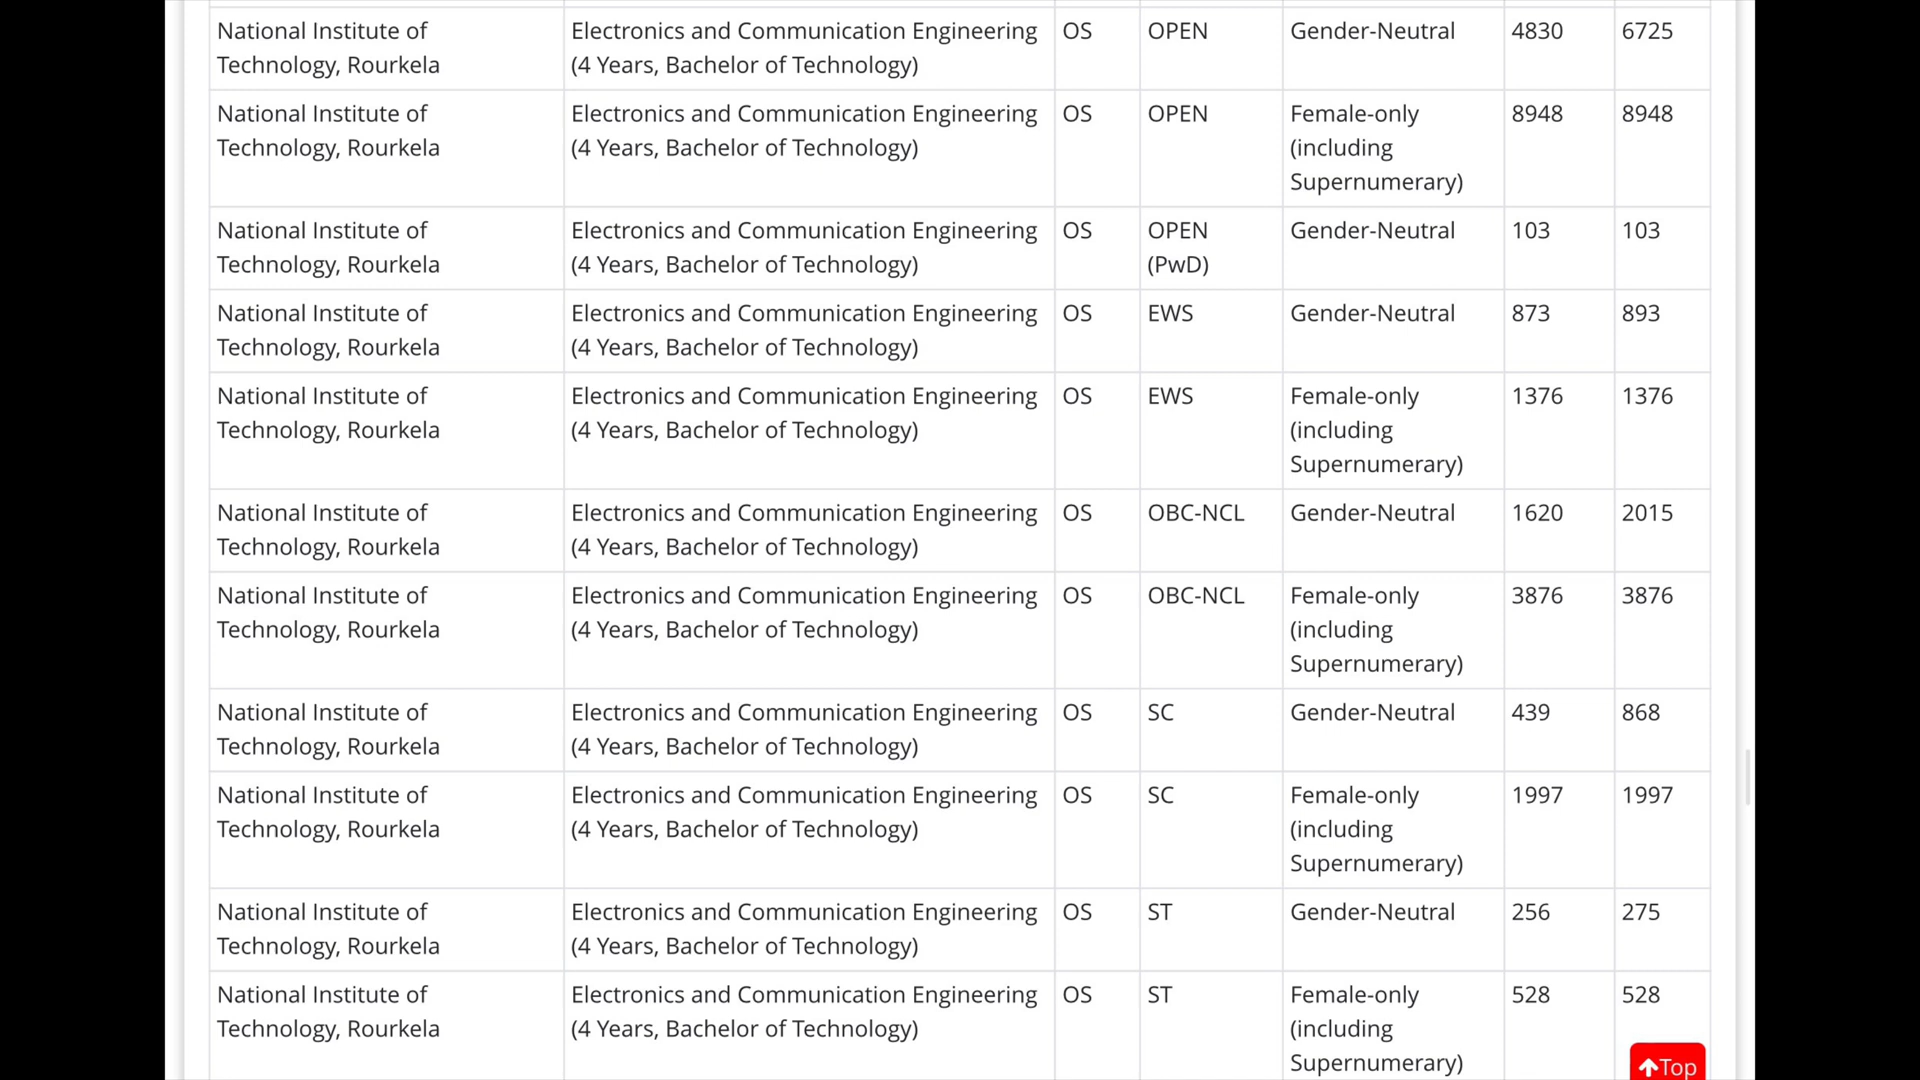 National Institute of Technology, Rourkela Electronics and Communication Engineering (4 Years, Bachelor of Technology) OS OPEN Gender-Neutral 4830 6725
National Institute of Technology, Rourkela Electronics and Communication Engineering (4 Years, Bachelor of Technology) OS OPEN Female-only (including Supernumerary) 8948 8948
National Institute of Technology, Rourkela Electronics and Communication Engineering (4 Years, Bachelor of Technology) OS OPEN (PwD) Gender-Neutral 103 103
National Institute of Technology, Rourkela Electronics and Communication Engineering (4 Years, Bachelor of Technology) OS EWS Gender-Neutral 873 893
National Institute of Technology, Rourkela Electronics and Communication Engineering (4 Years, Bachelor of Technology) OS EWS Female-only (including Supernumerary) 1376 1376
National Institute of Technology, Rourkela Electronics and Communication Engineering (4 Years, Bachelor of Technology) OS OBC-NCL Gender-Neutral 1620 2015
National Institute of Technology, Rourkela Electronics and Communication Engineering (4 Years, Bachelor of Technology) OS OBC-NCL Female-only (including Supernumerary) 3876 3876
National Institute of Technology, Rourkela Electronics and Communication Engineering (4 Years, Bachelor of Technology) OS SC Gender-Neutral 439 868
National Institute of Technology, Rourkela Electronics and Communication Engineering (4 Years, Bachelor of Technology) OS SC Female-only (including Supernumerary) 1997 1997
National Institute of Technology, Rourkela Electronics and Communication Engineering (4 Years, Bachelor of Technology) OS ST Gender-Neutral 256 275
National Institute of Technology, Rourkela Electronics and Communication Engineering (4 Years, Bachelor of Technology) OS ST Female-only (including Supernumerary) 528 528
Top